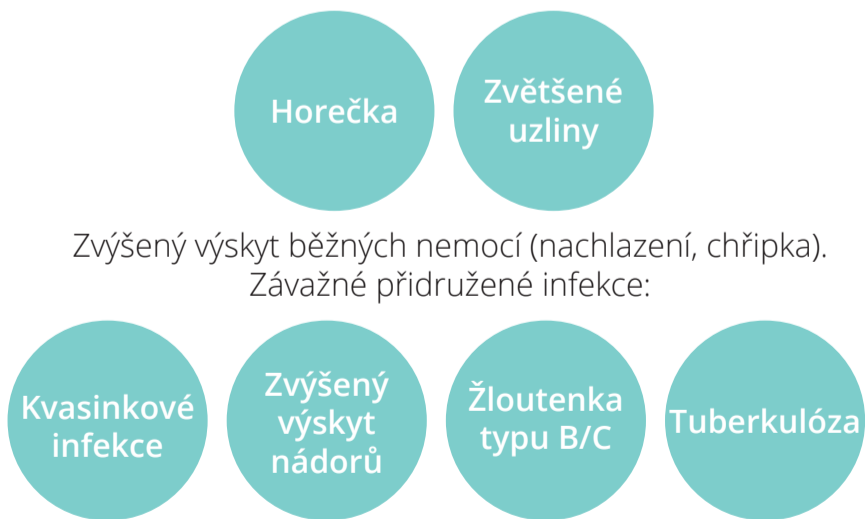 Horečka
Zvětšené
uzliny
Zvýšený výskyt běžných nemocí (nachlazení, chřipka).
Závažné přidružené infekce:
Kvasinkové
infekce
Zvýšený
výskyt
nádorů
Žloutenka
typu B/C
Tuberkulóza